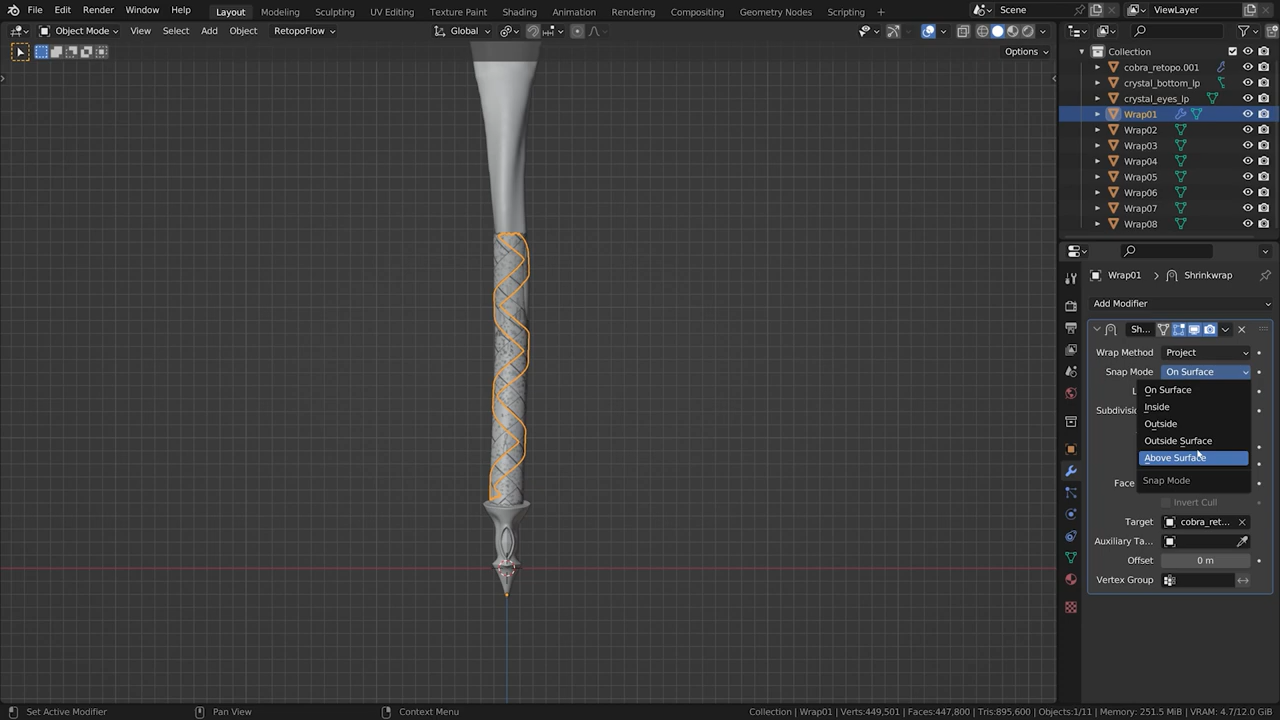 File Edit Render Window Help Layout Modeling Sculpting UV Editing Texture Paint Shading Animation Rendering Compositing Geometry Nodes Scripting + Scene ViewLayer
Object Mode View Select Add Object RetopoFlow Global
Options
Collection
cobra_retopo.001
crystal_bottom_lp
crystal_eyes_lp
Wrap01
Wrap02
Wrap03
Wrap04
Wrap05
Wrap06
Wrap07
Wrap08
Wrap01 > Shrinkwrap
Add Modifier
Sh...
Wrap Method Project
Snap Mode On Surface
On Surface
Inside
Subdivisi
Outside
Outside Surface
Above Surface
Snap Mode
Face
Invert Cull
Target cobra_ret...
Auxiliary Ta...
Offset 0 m
Vertex Group
Set Active Modifier Pan View Context Menu Collection | Wrap01 | Verts:449,501 | Faces:447,800 | Tris:895,600 | Objects:1/11 | Memory: 251.5 MiB | VRAM: 4.7/12.0 GiB